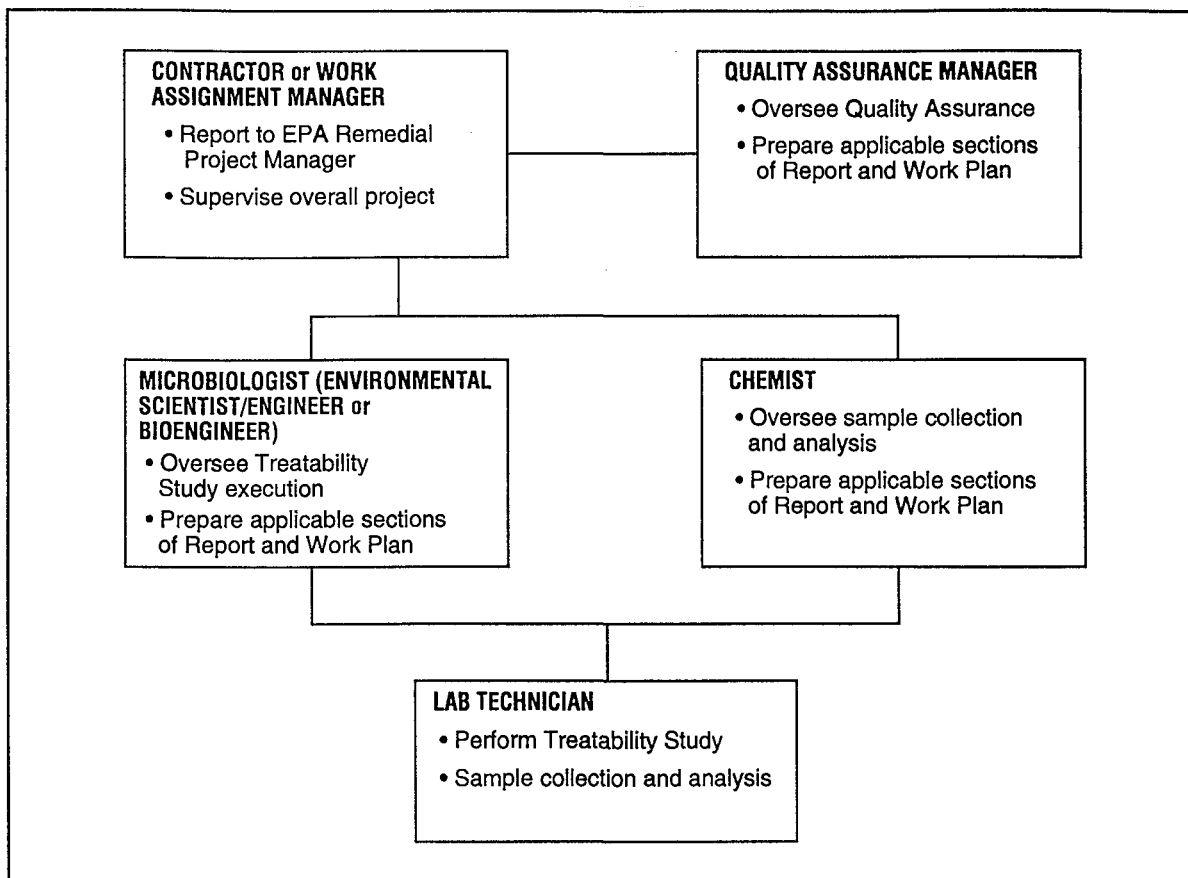 CONTRACTOR or WORK
ASSIGNMENT MANAGER
• Report to EPA Remedial
Project Manager
• Supervise overall project
QUALITY ASSURANCE MANAGER
• Oversee Quality Assurance
• Prepare applicable sections
of Report and Work Plan
MICROBIOLOGIST (ENVIRONMENTAL
SCIENTIST/ENGINEER or
BIOENGINEER)
• Oversee Treatability
Study execution
• Prepare applicable sections
of Report and Work Plan
CHEMIST
• Oversee sample collection
and analysis
• Prepare applicable sections
of Report and Work Plan
LAB TECHNICIAN
• Perform Treatability Study
• Sample collection and analysis